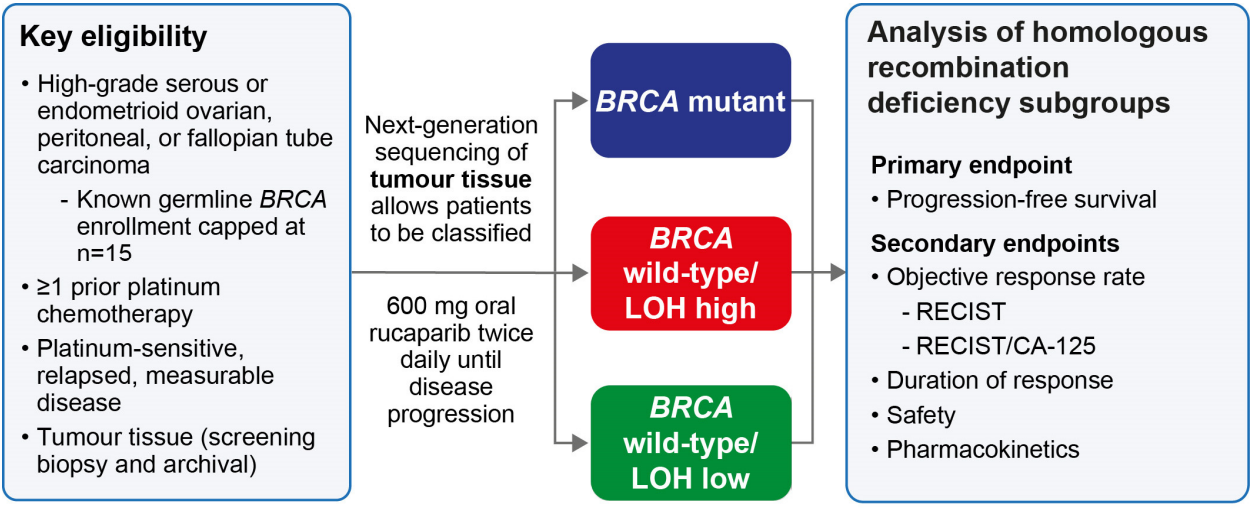 Key eligibility
• High-grade serous or
endometrioid ovarian,
peritoneal, or fallopian tube
carcinoma
- Known germline BRCA
enrollment capped at
n=15
• ≥1 prior platinum
chemotherapy
• Platinum-sensitive,
relapsed, measurable
disease
• Tumour tissue (screening
biopsy and archival)
Next-generation
sequencing of
tumour tissue
allows patients
to be classified
600 mg oral
rucaparib twice
daily until
disease
progression
BRCA mutant
BRCA
wild-type/
LOH high
BRCA
wild-type/
LOH low
Analysis of homologous
recombination
deficiency subgroups
Primary endpoint
• Progression-free survival
Secondary endpoints
• Objective response rate
- RECIST
- RECIST/CA-125
• Duration of response
• Safety
• Pharmacokinetics